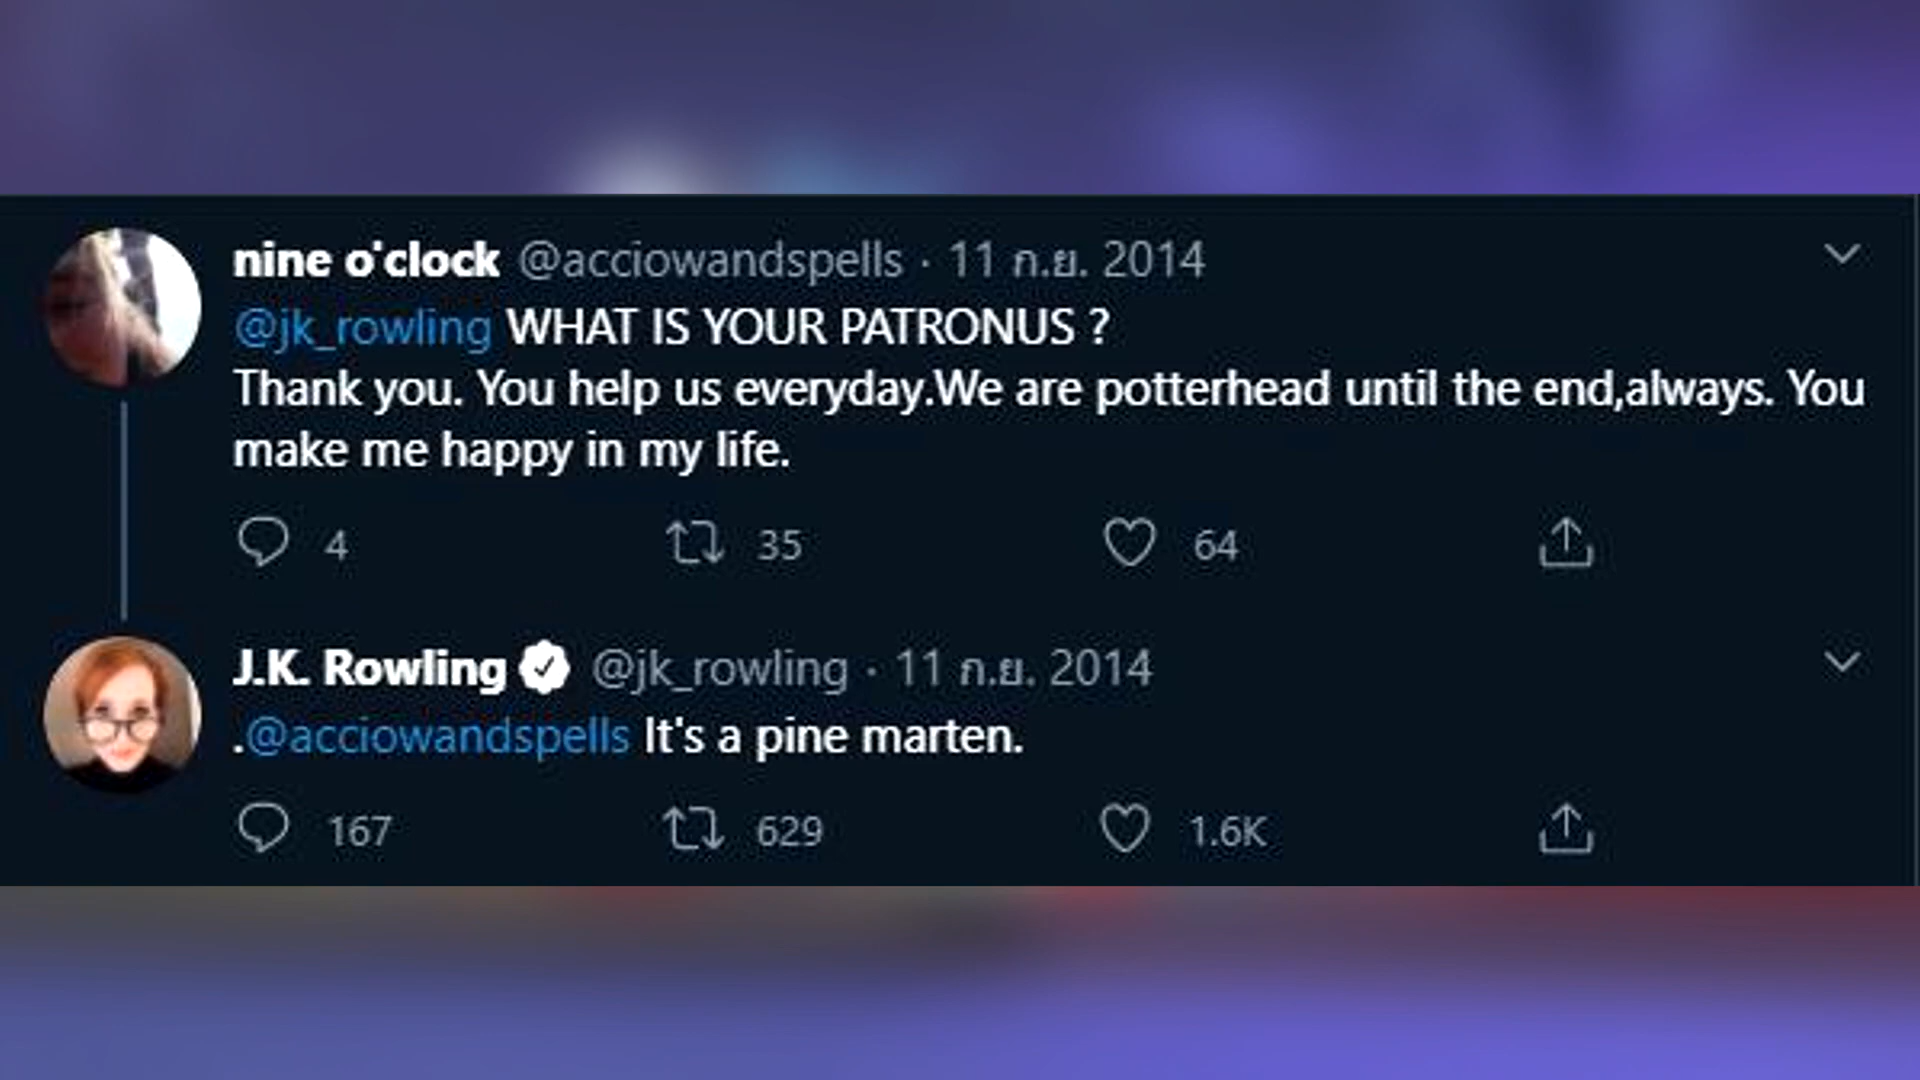 nine o'clock @acciowandspells · 11 ก.ย. 2014
@jk_rowling WHAT IS YOUR PATRONUS ?
Thank you. You help us everyday.We are potterhead until the end,always. You
make me happy in my life.
4 35 64
J.K. Rowling @jk_rowling · 11 ก.ย. 2014
.@acciowandspells It's a pine marten.
167 629 1.6K